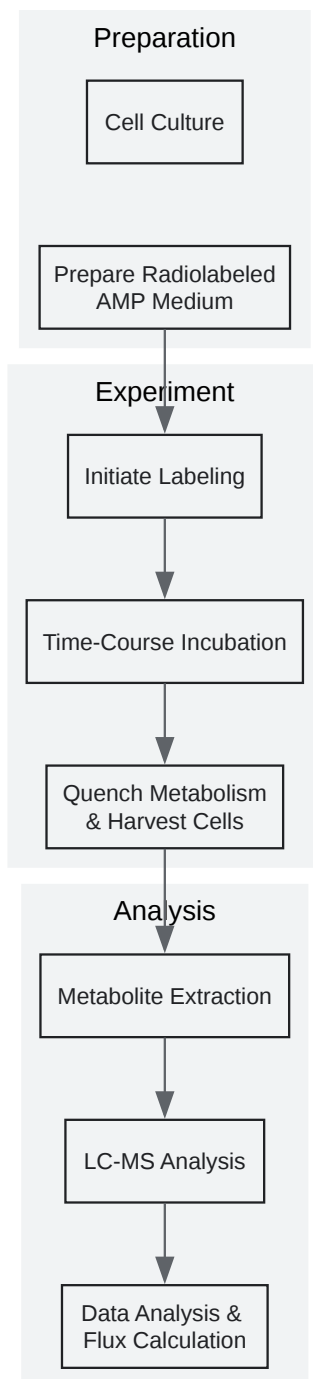 Preparation
Cell Culture
Prepare Radiolabeled
AMP Medium
Experiment
Initiate Labeling
Time-Course Incubation
Quench Metabolism
& Harvest Cells
Analysis
Metabolite Extraction
LC-MS Analysis
Data Analysis &
Flux Calculation